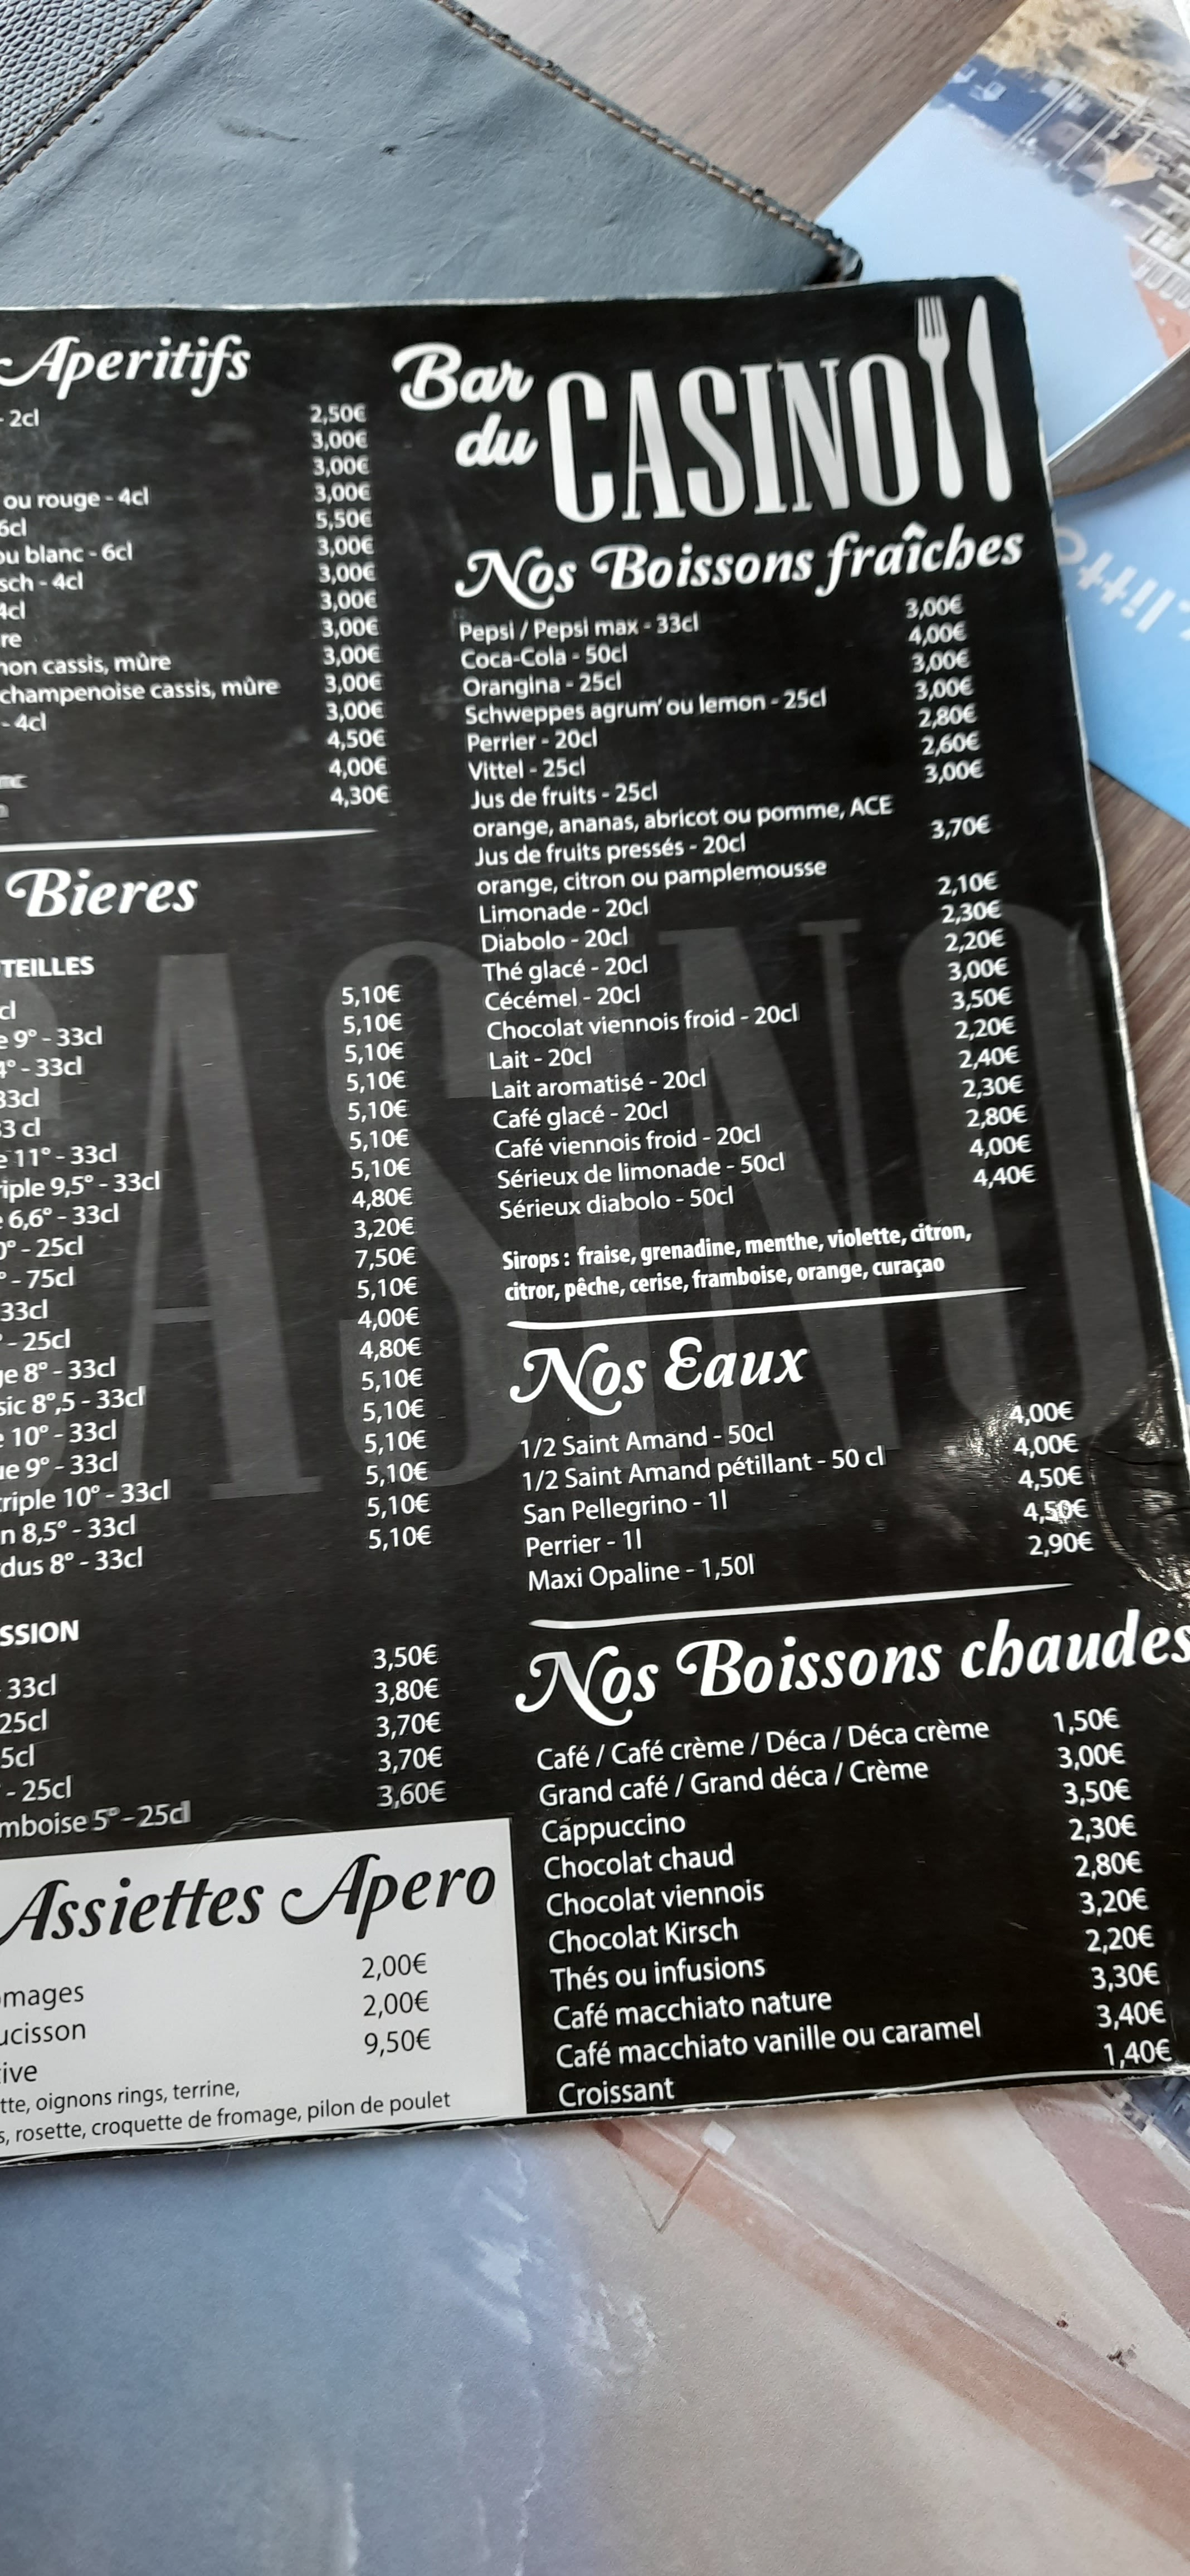 Aperitifs
- 2cl 2,50€
3,00€
3,00€
ou rouge - 4cl 3,00€
6cl 5,50€
ou blanc - 6cl 3,00€
sch - 4cl 3,00€
4cl 3,00€
re 3,00€
non cassis, mûre 3,00€
champenoise cassis, mûre 3,00€
- 4cl 3,00€
4,50€
4,00€
4,30€
Bieres
TEILLES
cl 5,10€
e 9° - 33cl 5,10€
4° - 33cl 5,10€
33cl 5,10€
33 cl 5,10€
e 11° - 33cl 5,10€
riple 9,5° - 33cl 5,10€
e 6,6° - 33cl 4,80€
0° - 25cl 3,20€
° - 75cl 7,50€
33cl 5,10€
° - 25cl 4,00€
ue 8° - 33cl 4,80€
sic 8°,5 - 33cl 5,10€
e 10° - 33cl 5,10€
ue 9° - 33cl 5,10€
triple 10° - 33cl 5,10€
n 8,5° - 33cl 5,10€
dus 8° - 33cl 5,10€
SSION
- 33cl 3,50€
25cl 3,80€
5cl 3,70€
° - 25cl 3,70€
mboise 5° - 25cl 3,60€
Assiettes Apero
omages 2,00€
ucisson 2,00€
tive 9,50€
tte, oignons rings, terrine,
s, rosette, croquette de fromage, pilon de poulet
Bar
du CASINO
Nos Boissons fraîches
Pepsi / Pepsi max - 33cl 3,00€
Coca-Cola - 50cl 4,00€
Orangina - 25cl 3,00€
Schweppes agrum' ou lemon - 25cl 3,00€
Perrier - 20cl 2,80€
Vittel - 25cl 2,60€
Jus de fruits - 25cl 3,00€
orange, ananas, abricot ou pomme, ACE
Jus de fruits pressés - 20cl 3,70€
orange, citron ou pamplemousse
Limonade - 20cl 2,10€
Diabolo - 20cl 2,30€
Thé glacé - 20cl 2,20€
Cécémel - 20cl 3,00€
Chocolat viennois froid - 20cl 3,50€
Lait - 20cl 2,20€
Lait aromatisé - 20cl 2,40€
Café glacé - 20cl 2,30€
Café viennois froid - 20cl 2,80€
Sérieux de limonade - 50cl 4,00€
Sérieux diabolo - 50cl 4,40€
Sirops : fraise, grenadine, menthe, violette, citron,
citror, pêche, cerise, framboise, orange, curaçao
Nos Eaux
1/2 Saint Amand - 50cl 4,00€
1/2 Saint Amand pétillant - 50 cl 4,00€
San Pellegrino - 1l 4,50€
Perrier - 1l 4,50€
Maxi Opaline - 1,50l 2,90€
Nos Boissons chaudes
Café / Café crème / Déca / Déca crème 1,50€
Grand café / Grand déca / Crème 3,00€
Cáppuccino 3,50€
Chocolat chaud 2,30€
Chocolat viennois 2,80€
Chocolat Kirsch 3,20€
Thés ou infusions 2,20€
Café macchiato nature 3,30€
Café macchiato vanille ou caramel 3,40€
Croissant 1,40€